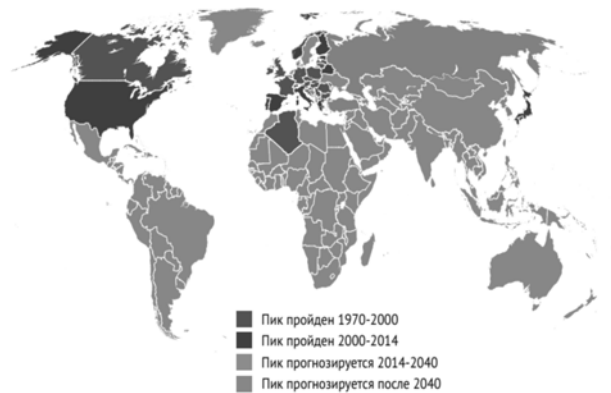 Пик пройден 1970-2000
Пик пройден 2000-2014
Пик прогнозируется 2014-2040
Пик прогнозируется после 2040